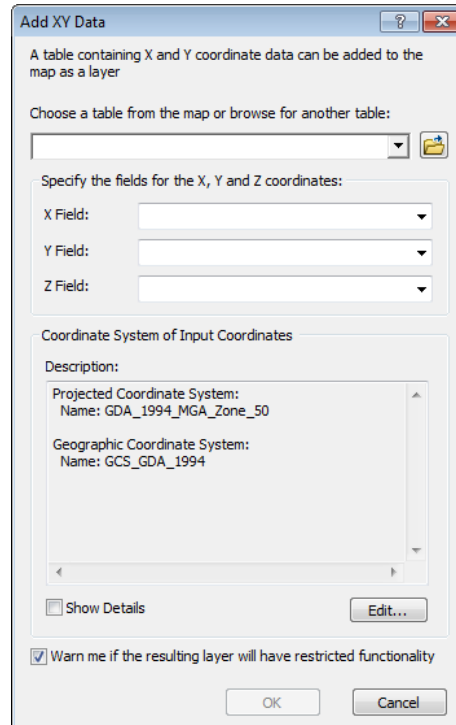 Add XY Data
?
A table containing X and Y coordinate data can be added to the
map as a layer
Choose a table from the map or browse for another table:
Specify the fields for the X, Y and Z coordinates:
X Field:
Y Field:
Z Field:
Coordinate System of Input Coordinates
Description:
Projected Coordinate System:
Name: GDA_1994_MGA_Zone_50
Geographic Coordinate System:
Name: GCS_GDA_1994
Show Details
Edit...
Warn me if the resulting layer will have restricted functionality
OK
Cancel